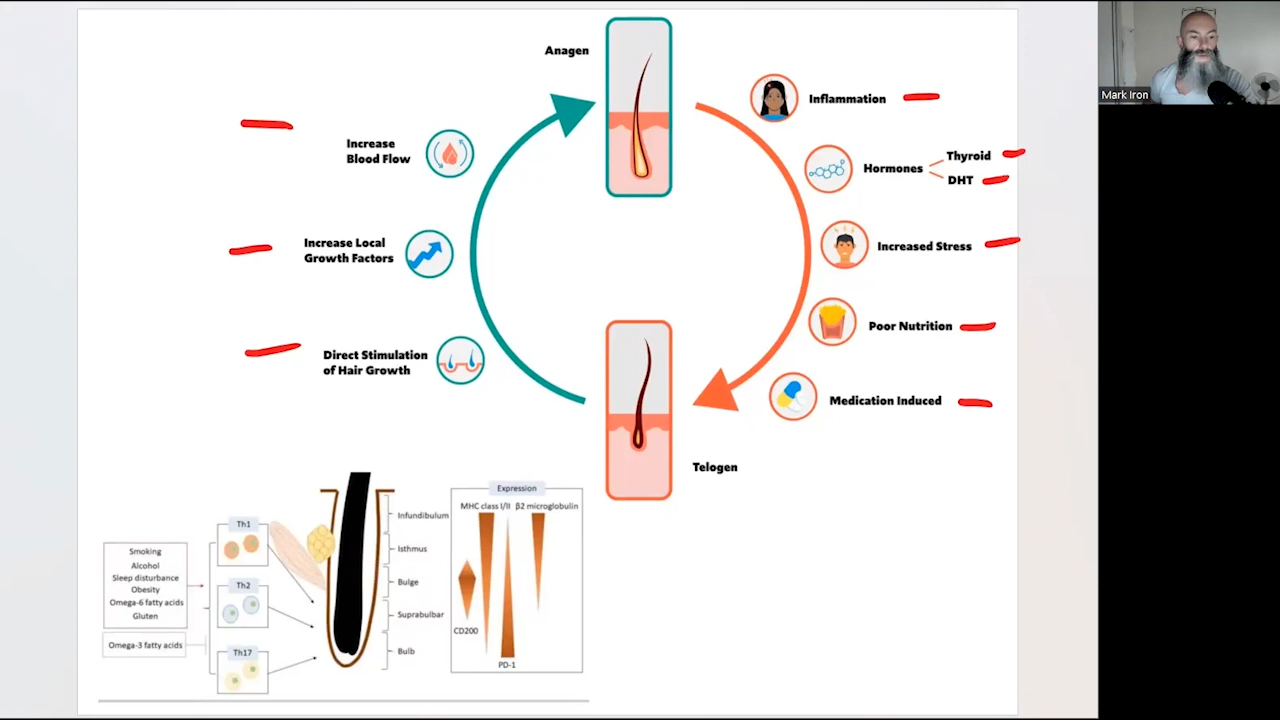 Anagen
Inflammation
Mark Iron
Increase
Blood Flow
Hormones
Thyroid
DHT
Increase Local
Growth Factors
Increased Stress
Poor Nutrition
Direct Stimulation
of Hair Growth
Medication Induced
Telogen
Smoking
Alcohol
Sleep disturbance
Obesity
Omega-6 fatty acids
Gluten
Omega-3 fatty acids
Th1
Th2
Th17
Infundibulum
Isthmus
Bulge
Suprabulbar
Bulb
Expression
MHC class I/II β2 microglobulin
CD200
PD-1